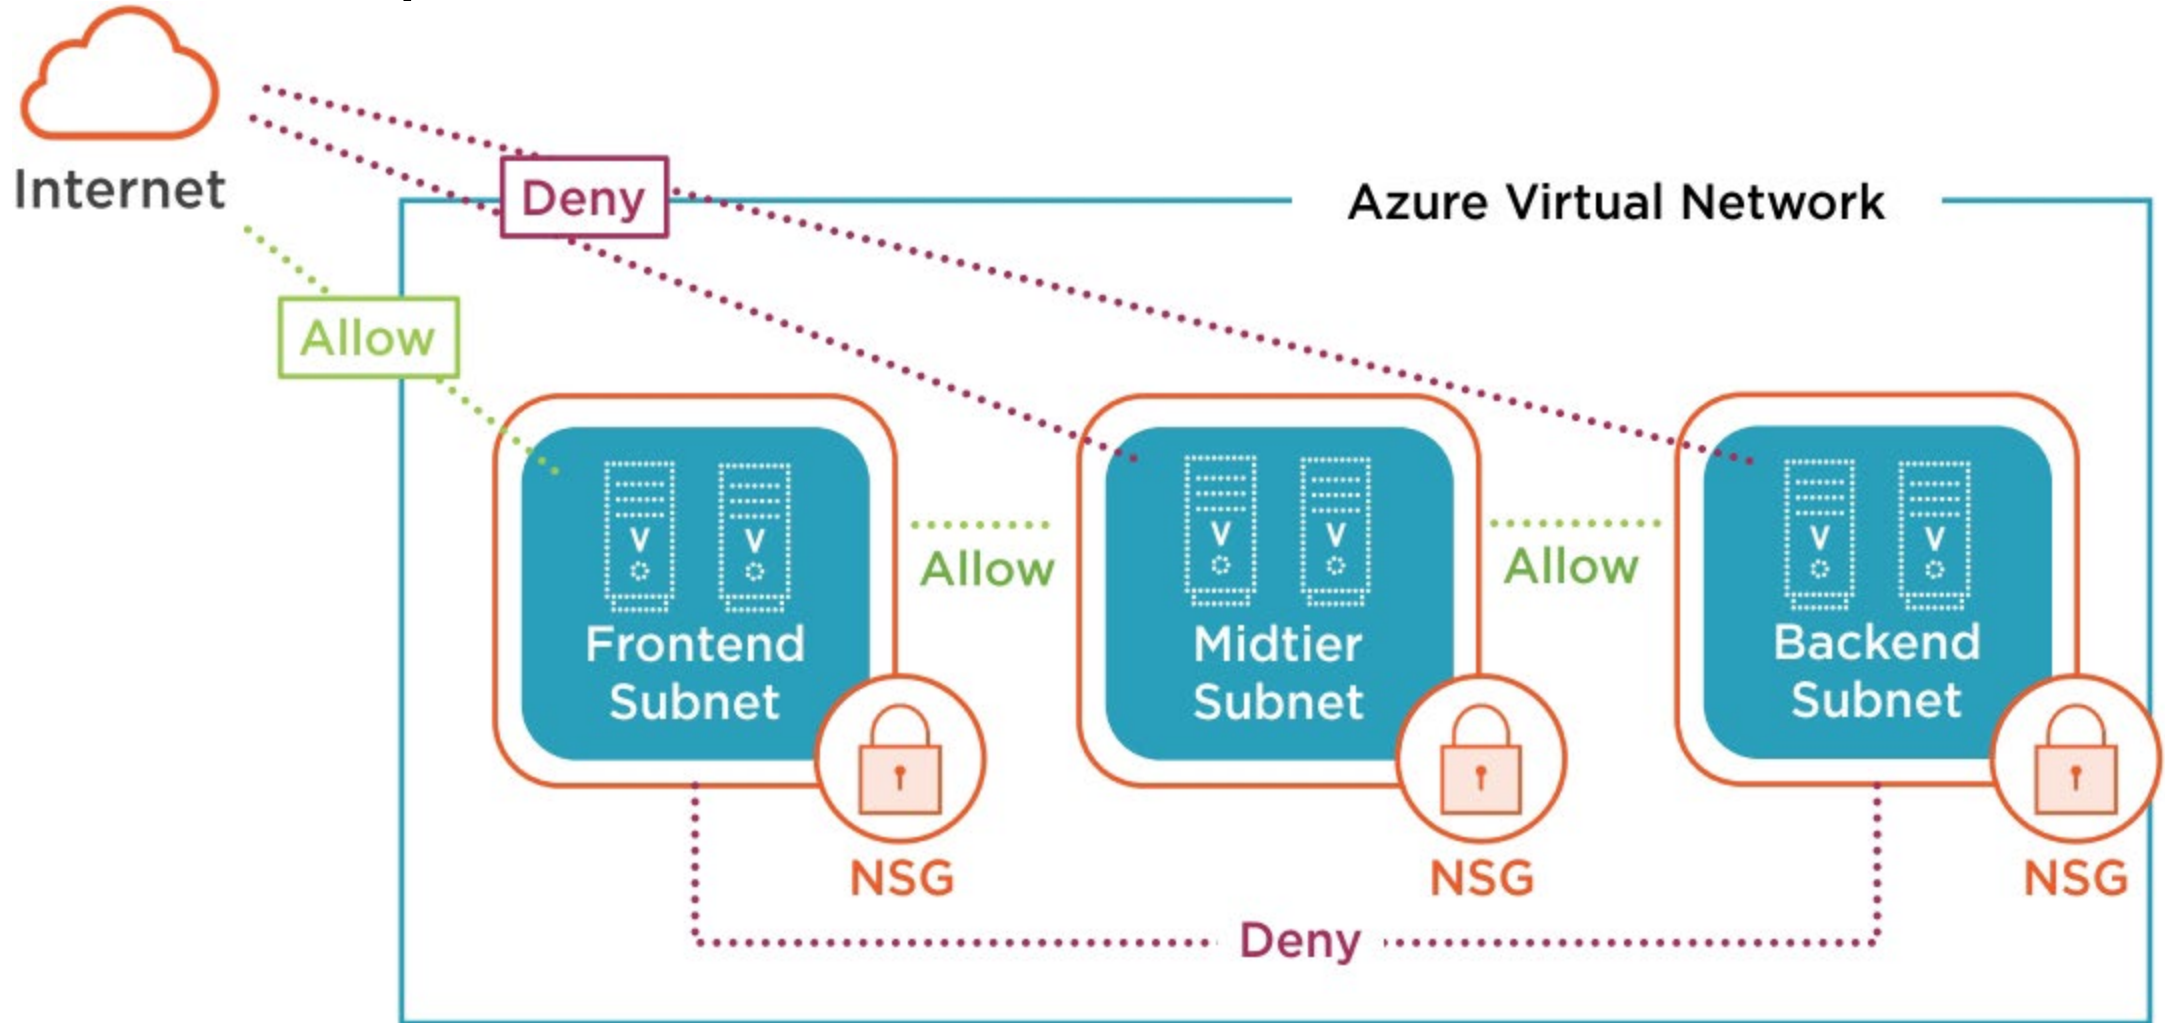 Internet
Deny
Azure Virtual Network
Allow
Allow
Allow
V
V
V
V
V
V
Frontend
Subnet
Midtier
Subnet
Backend
Subnet
NSG
NSG
NSG
Deny